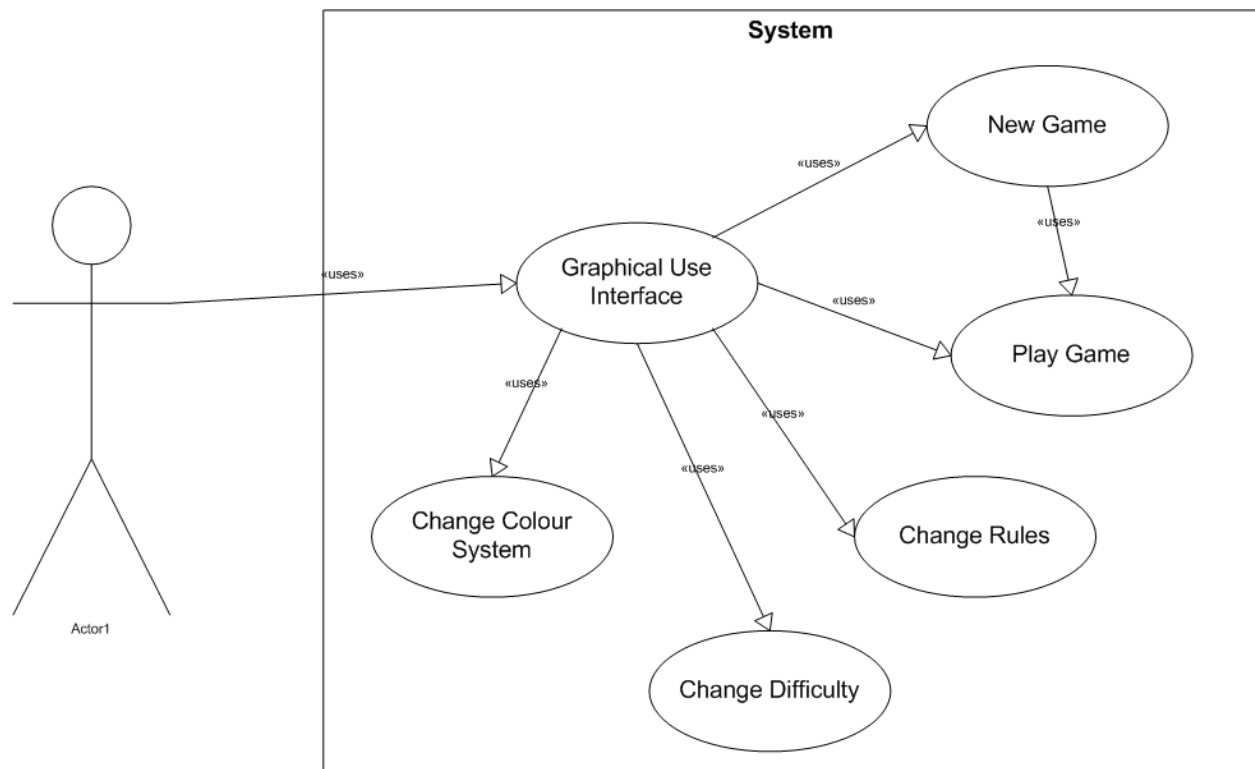 System
New Game
«uses»
«uses»
Graphical Use
Interface
«uses»
«uses»
Play Game
«uses»
«uses»
«uses»
Change Colour
System
Change Rules
Actor1
Change Difficulty